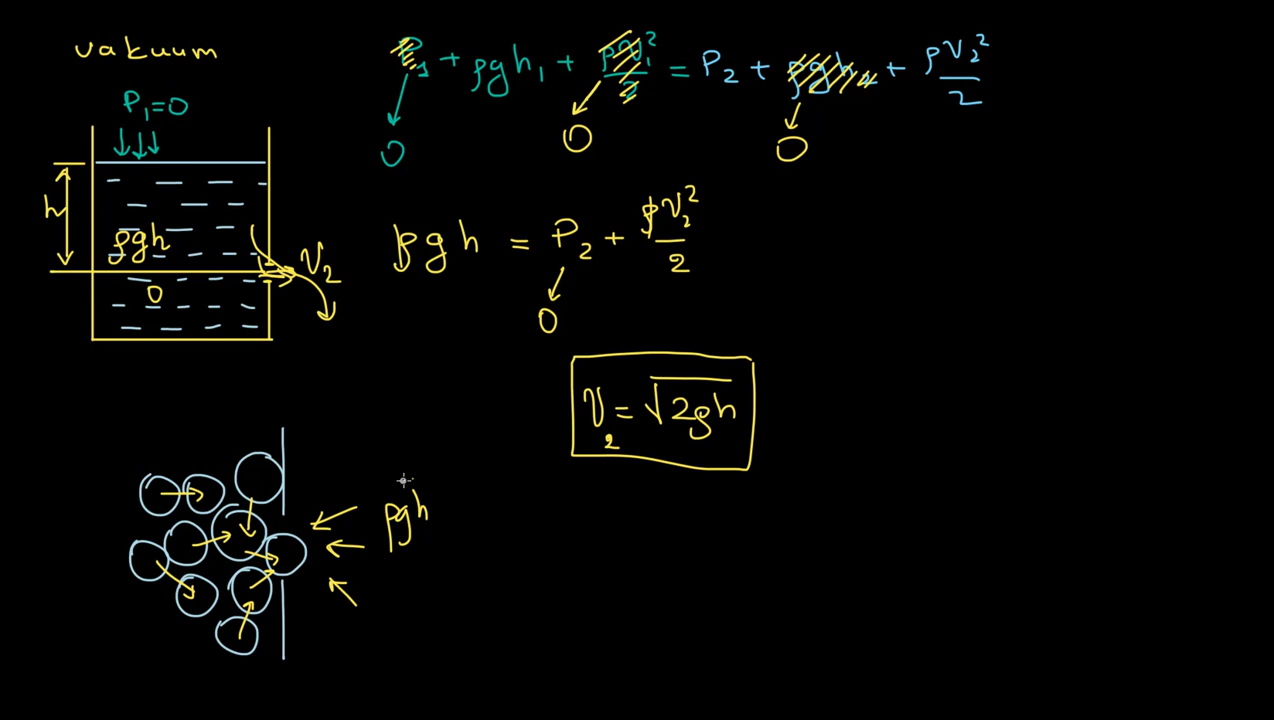 vakuum
P₁ + ρgh₁ + ρV₁²/2 = P₂ + ρgh₂ + ρV₂²/2
P₁=0
0 0 0
h
ρgh = P₂ + ρV₂²/2
ρgh
V₂
0
0
V₂ = √2gh
ρgh